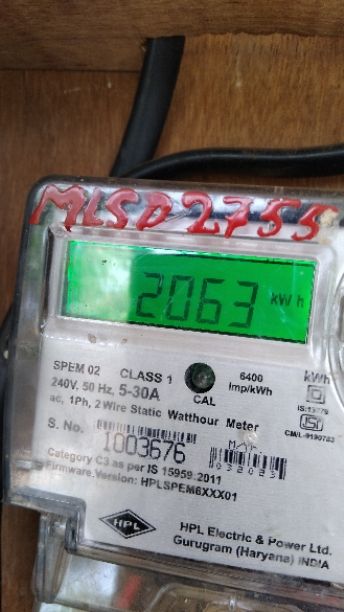 MLSD2755
2063 kWh
SPEM 02 CLASS 1 6400 kWh
240V, 50 Hz, 5-30A CAL Imp/kWh
ac, 1Ph, 2 Wire Static Watthour Meter
S. No. 1003676
Category C3 as per IS 15959:2011
Firmware Version: HPLSPEM6XXX01
HPL
HPL Electric & Power Ltd.
Gurugram (Haryana) INDIA